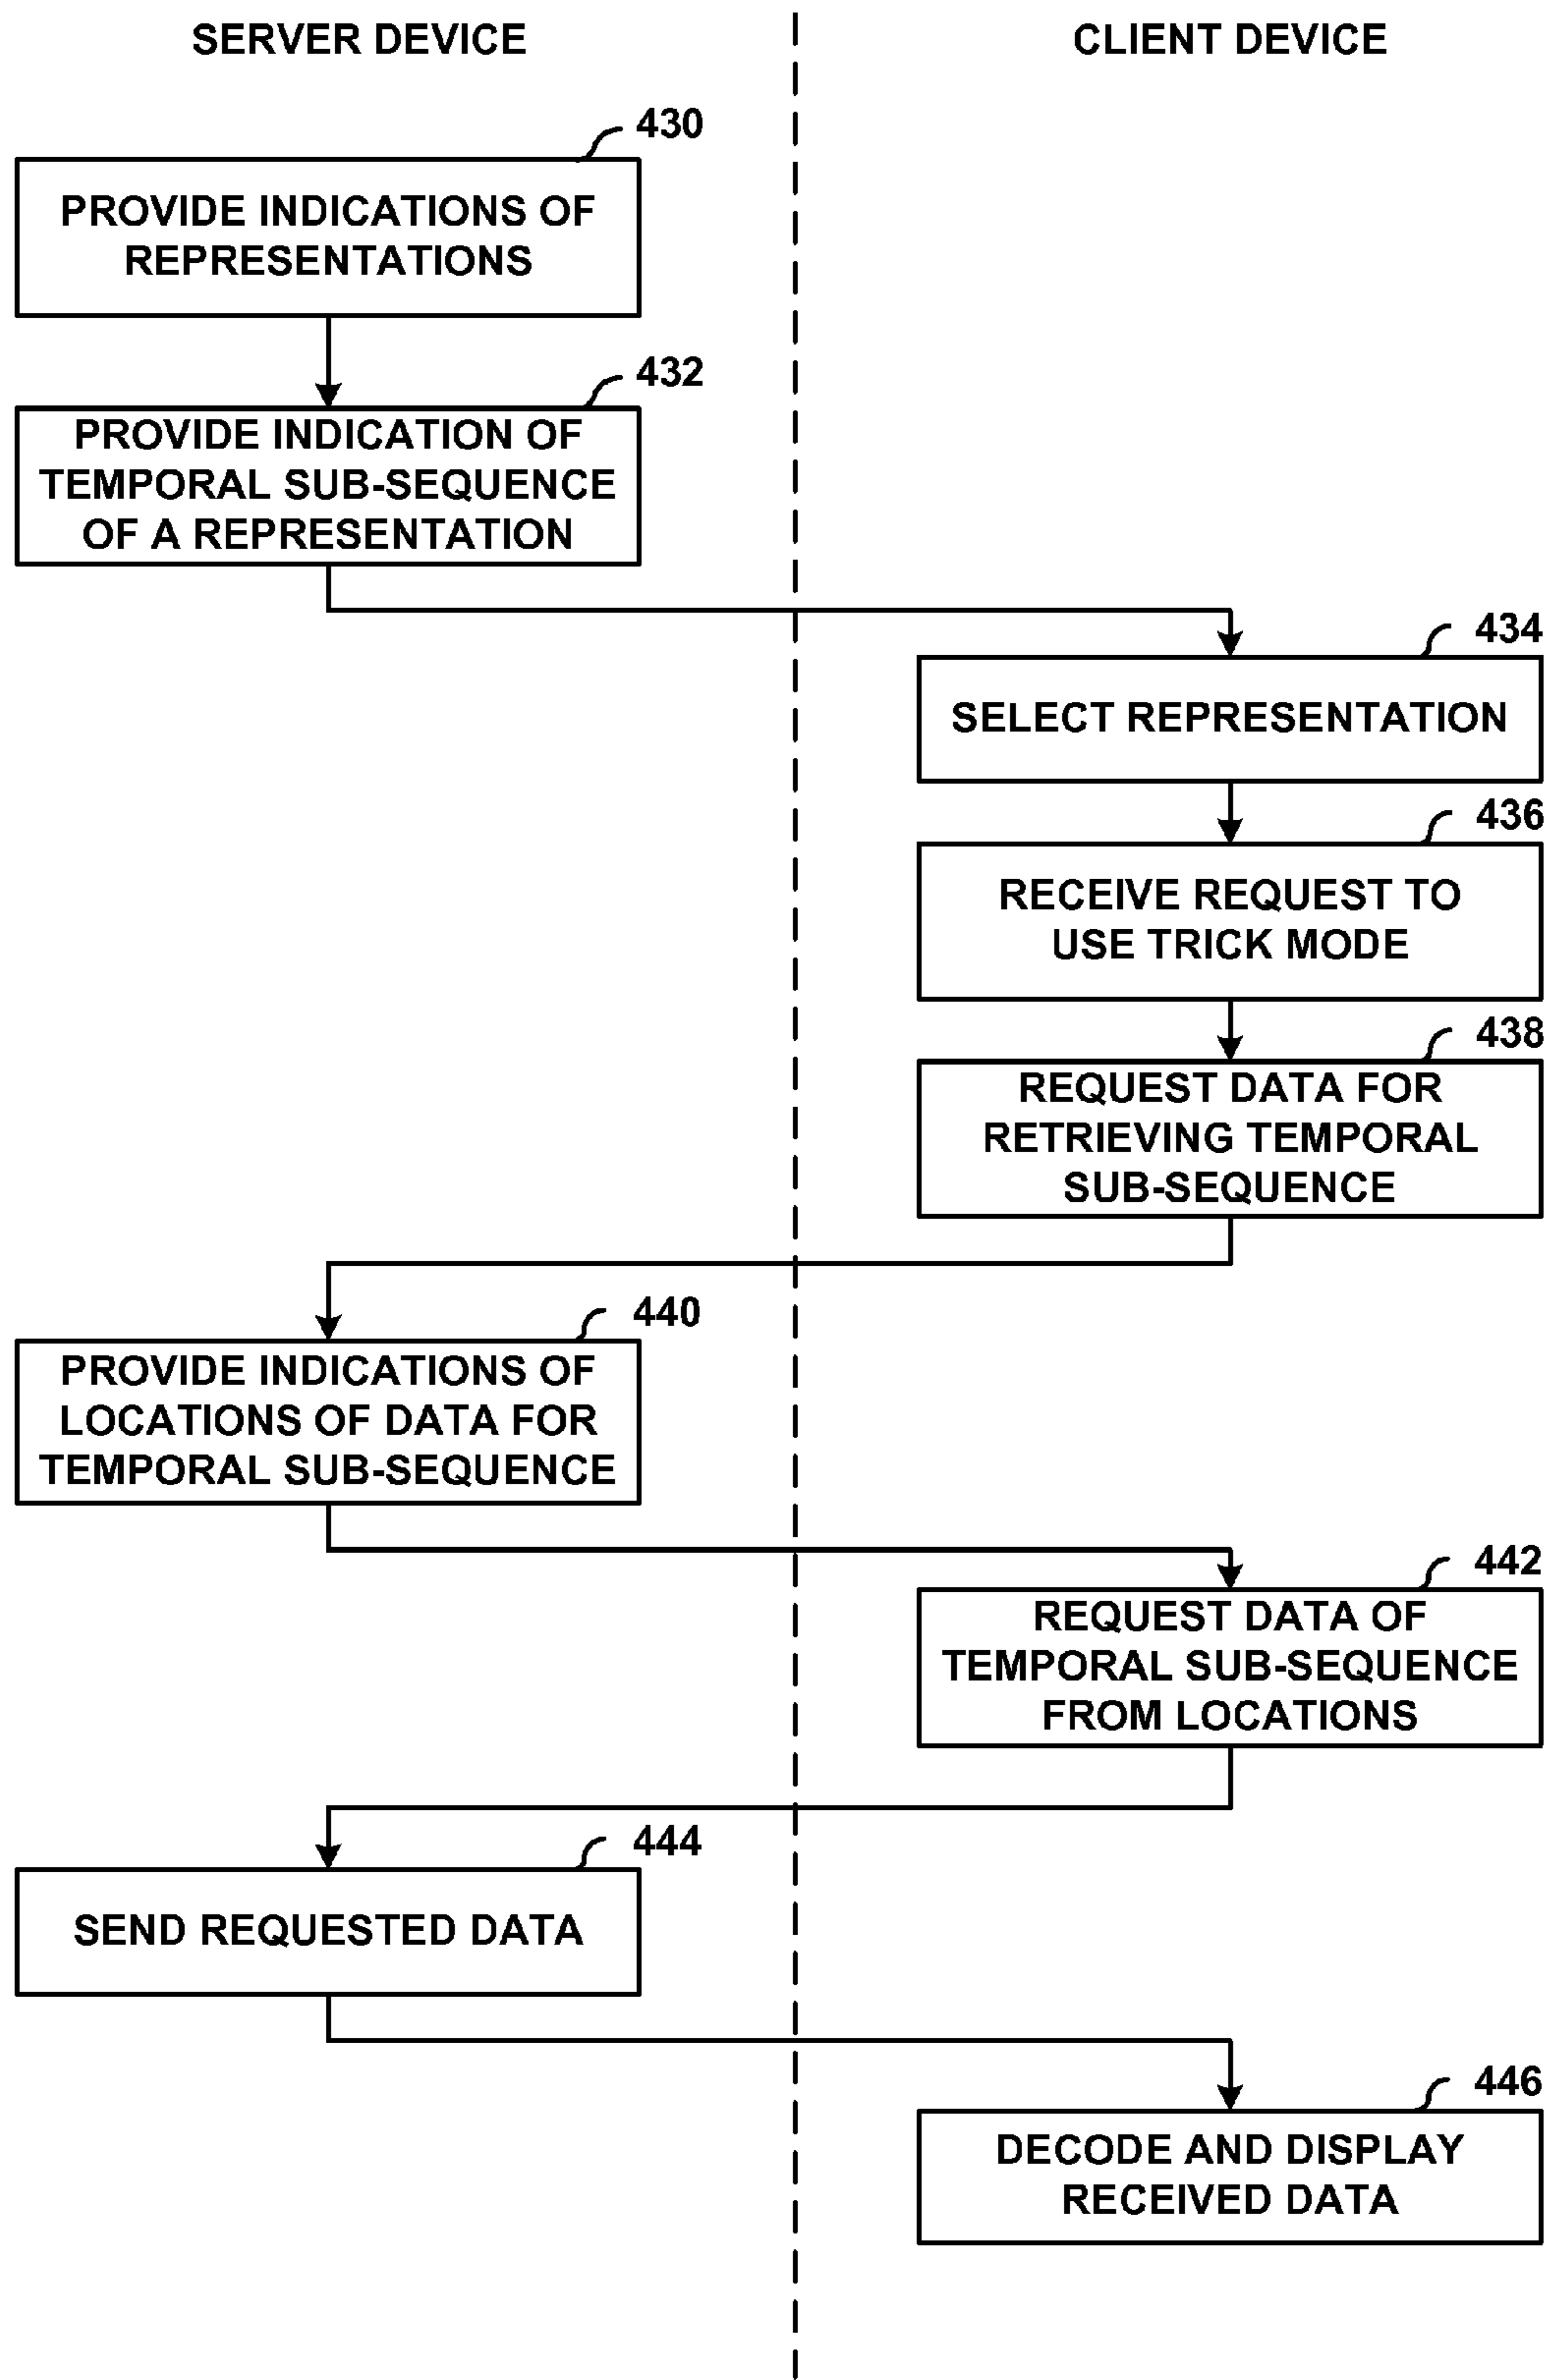 SERVER DEVICE
CLIENT DEVICE
430
PROVIDE INDICATIONS OF
REPRESENTATIONS
432
PROVIDE INDICATION OF
TEMPORAL SUB-SEQUENCE
OF A REPRESENTATION
434
SELECT REPRESENTATION
436
RECEIVE REQUEST TO
USE TRICK MODE
438
REQUEST DATA FOR
RETRIEVING TEMPORAL
SUB-SEQUENCE
440
PROVIDE INDICATIONS OF
LOCATIONS OF DATA FOR
TEMPORAL SUB-SEQUENCE
442
REQUEST DATA OF
TEMPORAL SUB-SEQUENCE
FROM LOCATIONS
444
SEND REQUESTED DATA
446
DECODE AND DISPLAY
RECEIVED DATA